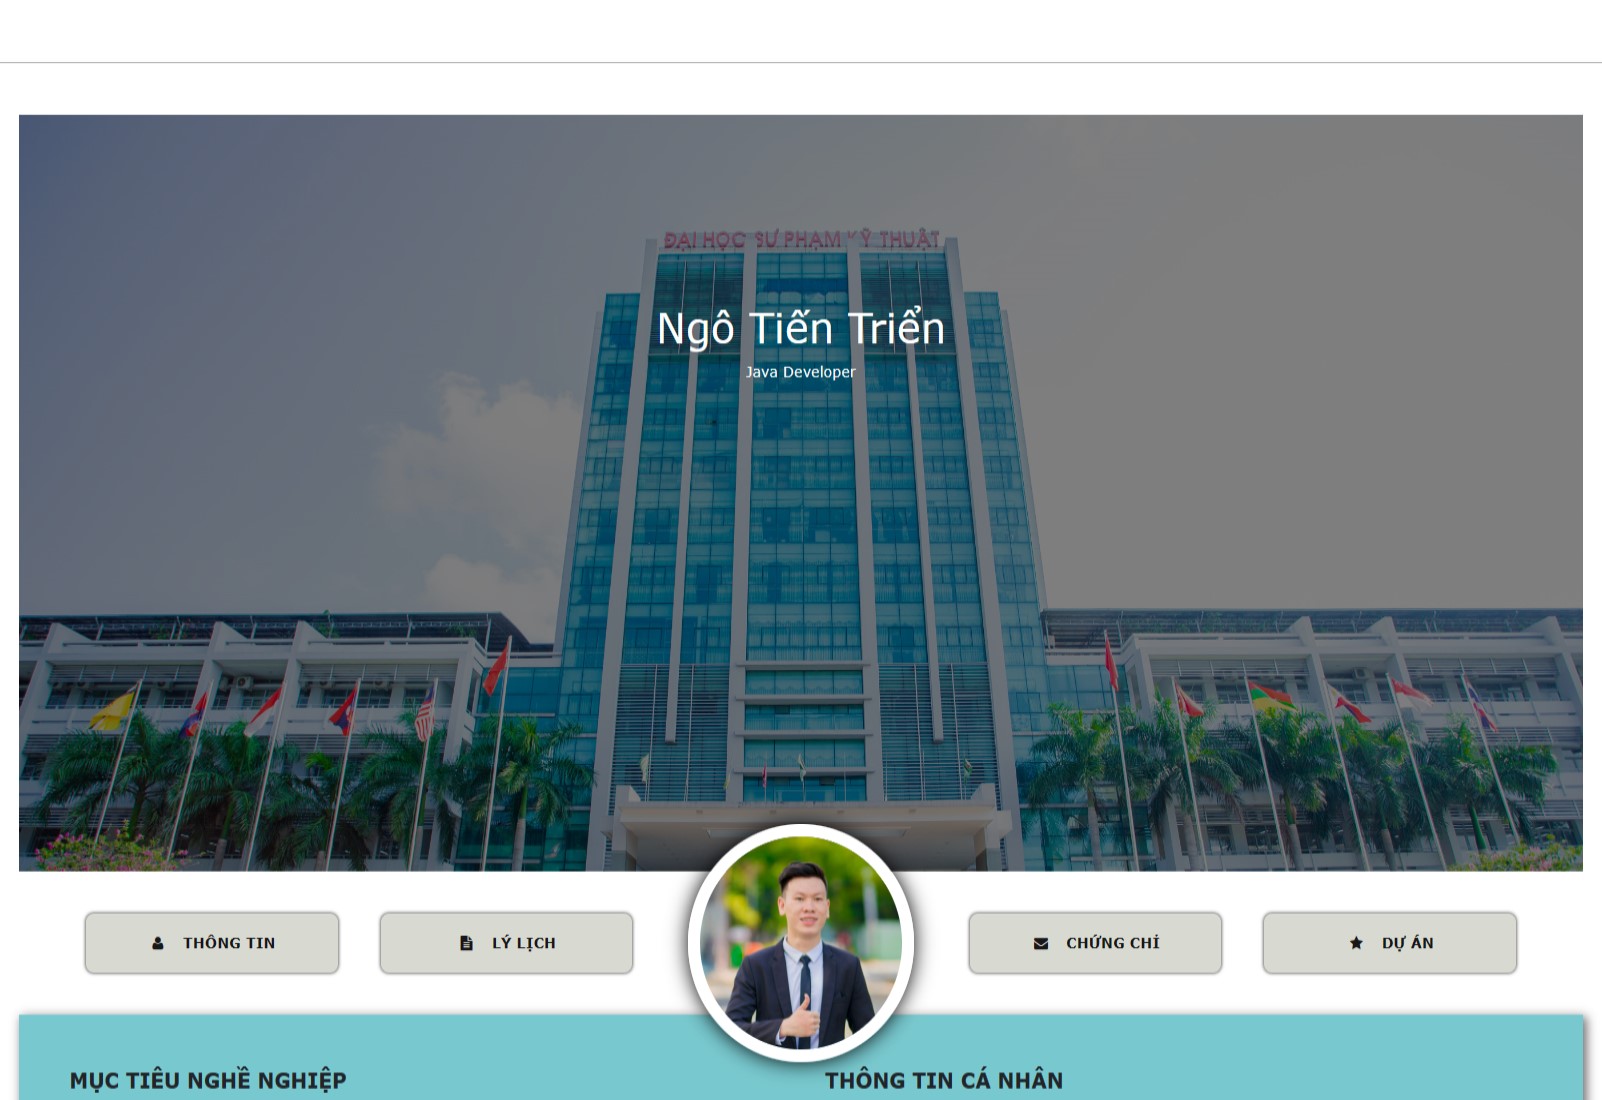 ĐẠI HỌC SƯ PHẠM KỸ THUẬT
Ngô Tiến Triển
Java Developer
THÔNG TIN
LÝ LỊCH
CHỨNG CHỈ
DỰ ÁN
MỤC TIÊU NGHỀ NGHIỆP
THÔNG TIN CÁ NHÂN